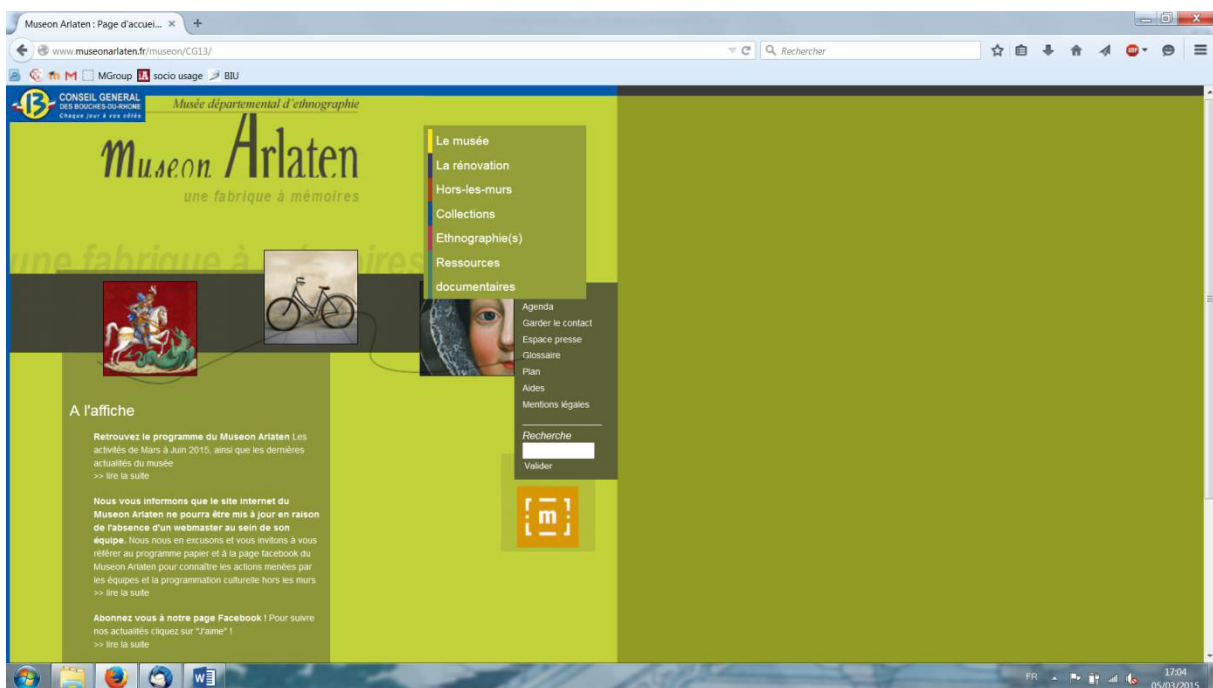 Museon Arlaten : Page d'accuei...
www.museonarlaten.fr/museon/CG13/
Rechercher
MGroup
socio usage
BIU
CONSEIL GENERAL
DES BOUCHES-DU-RHONE
Chaque jour à vos côtés
Musée départemental d'ethnographie
Museon Arlaten
une fabrique à mémoires
Le musée
La rénovation
Hors-les-murs
Collections
Ethnographie(s)
Ressources
documentaires
Agenda
Garder le contact
Espace presse
Glossaire
Plan
Aides
Mentions légales
Recherche
Valider
[m]
A l'affiche
Retrouvez le programme du Museon Arlaten Les
activités de Mars à Juin 2015, ainsi que les dernières
actualités du musée
>> lire la suite
Nous vous informons que le site internet du
Museon Arlaten ne pourra être mis à jour en raison
de l'absence d'un webmaster au sein de son
équipe. Nous nous en excusons et vous invitons à vous
référer au programme papier et à la page facebook du
Museon Arlaten pour connaître les actions menées par
les équipes et la programmation culturelle hors les murs
>> lire la suite
Abonnez vous à notre page Facebook ! Pour suivre
nos actualités cliquez sur "J'aime" !
>> lire la suite
FR
17:04
05/03/2015